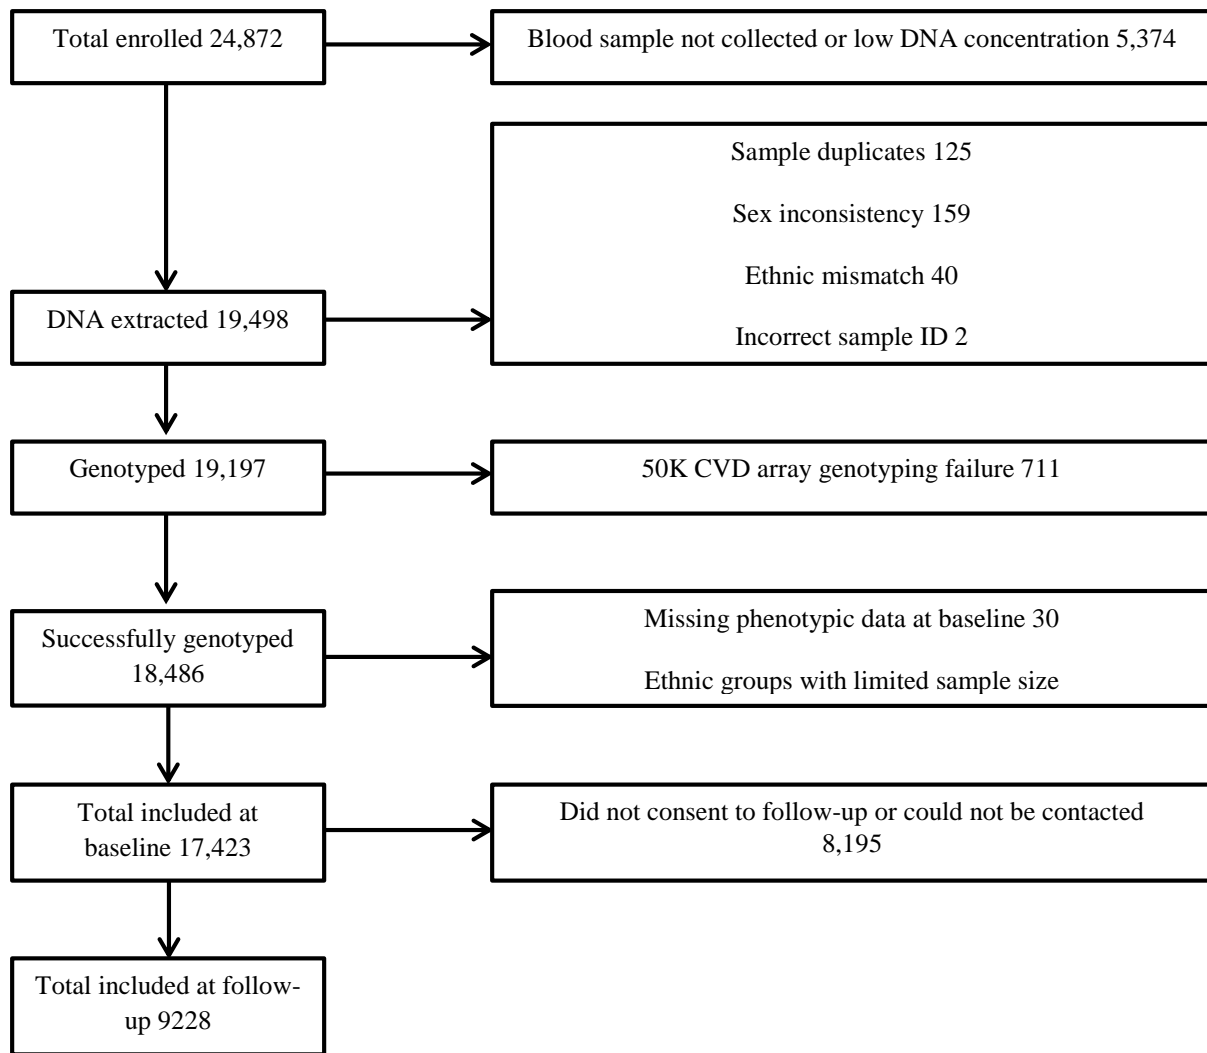 Total enrolled 24,872
Blood sample not collected or low DNA concentration 5,374
Sample duplicates 125
Sex inconsistency 159
Ethnic mismatch 40
Incorrect sample ID 2
DNA extracted 19,498
Genotyped 19,197
50K CVD array genotyping failure 711
Successfully genotyped
18,486
Missing phenotypic data at baseline 30
Ethnic groups with limited sample size
Total included at
baseline 17,423
Did not consent to follow-up or could not be contacted
8,195
Total included at follow-
up 9228